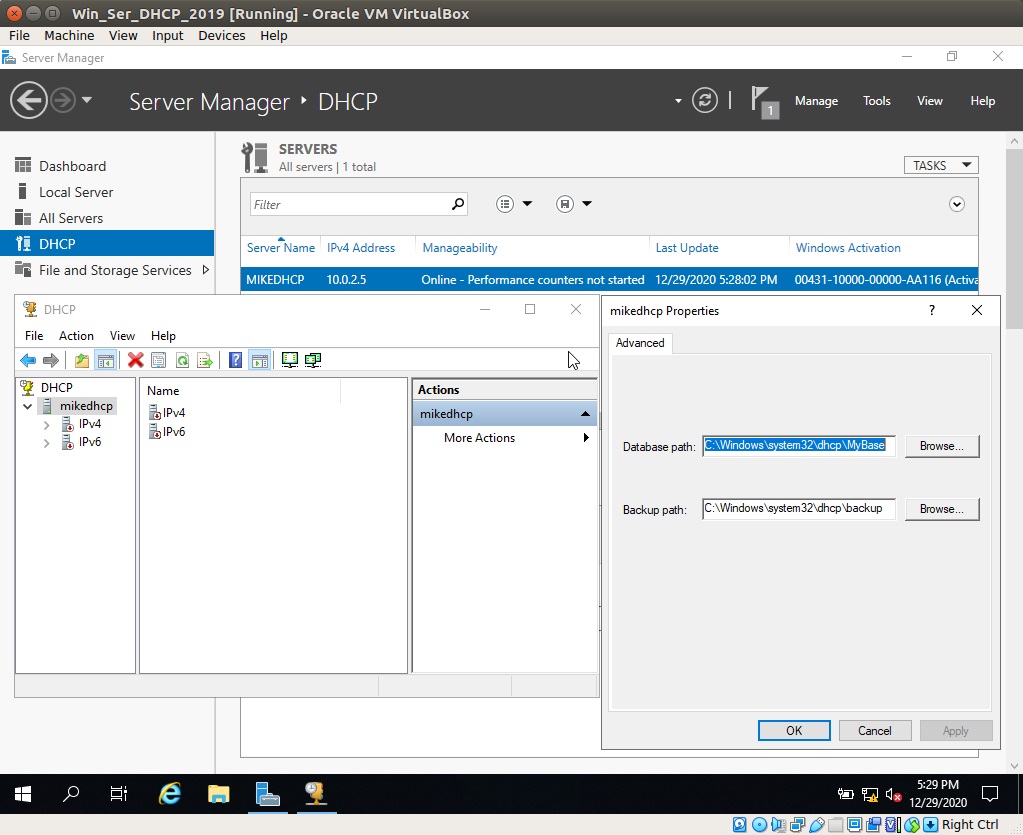 Win_Ser_DHCP_2019 [Running] - Oracle VM VirtualBox
File Machine View Input Devices Help
Server Manager
Server Manager DHCP
1 Manage Tools View Help
Dashboard
Local Server
All Servers
DHCP
File and Storage Services
SERVERS
All servers | 1 total
TASKS
Filter
Server Name IPv4 Address Manageability Last Update Windows Activation
MIKEDHCP 10.0.2.5 Online - Performance counters not started 12/29/2020 5:28:02 PM 00431-10000-00000-AA116 (Activa
DHCP
File Action View Help
DHCP
mikedhcp
IPv4
IPv6
Name
IPv4
IPv6
Actions
mikedhcp
More Actions
mikedhcp Properties
Advanced
Database path: C:\Windows\system32\dhcp\MyBase Browse...
Backup path: C:\Windows\system32\dhcp\backup Browse...
OK Cancel Apply
5:29 PM
12/29/2020
Right Ctrl